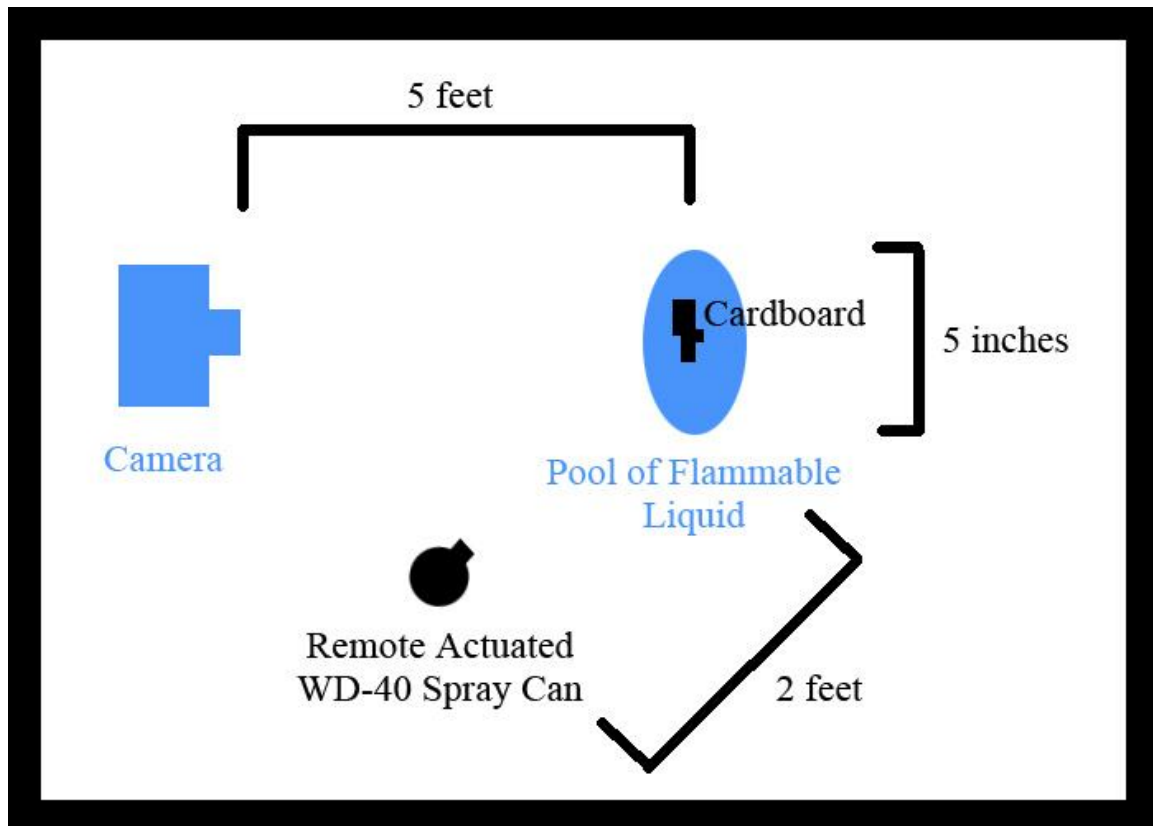 5 feet
Cardboard
5 inches
Camera
Pool of Flammable
Liquid
Remote Actuated
WD-40 Spray Can
2 feet